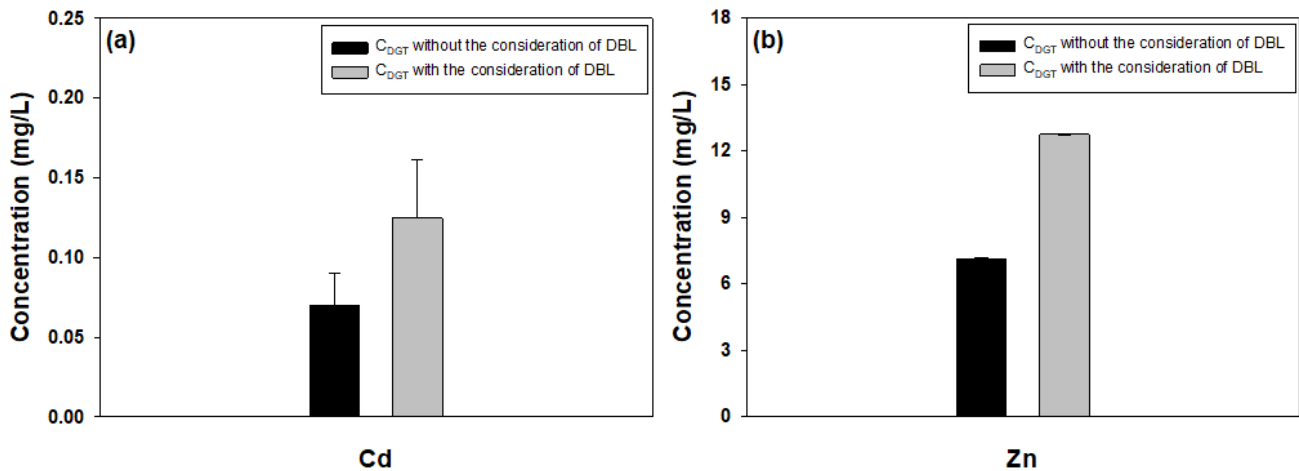 (a)
C_DGT without the consideration of DBL
C_DGT with the consideration of DBL
0.25
0.20
0.15
0.10
0.05
0.00
Concentration (mg/L)
Cd
(b)
C_DGT without the consideration of DBL
C_DGT with the consideration of DBL
18
15
12
9
6
3
0
Concentration (mg/L)
Zn